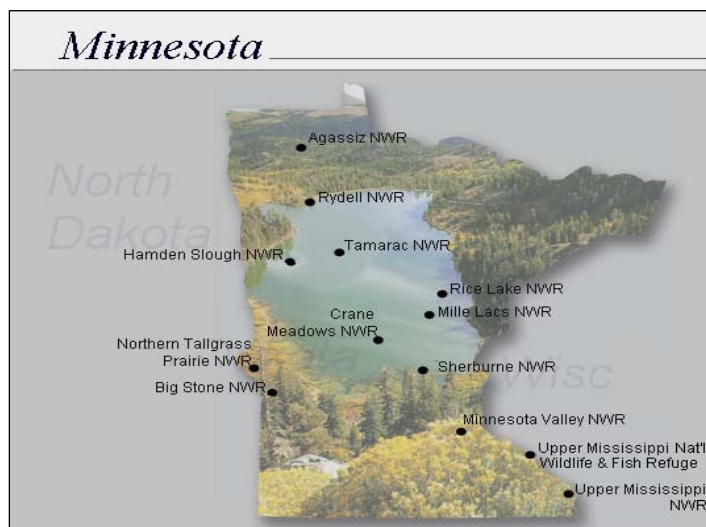 Minnesota
Agassiz NWR
North
Dakota
Rydell NWR
Tamarac NWR
Hamden Slough NWR
Rice Lake NWR
Crane
Meadows NWR
Mille Lacs NWR
Northern Tallgrass
Prairie NWR
Sherburne NWR
Wisc
Big Stone NWR
Minnesota Valley NWR
Upper Mississippi Nat'l
Wildlife & Fish Refuge
Upper Mississippi
NWR